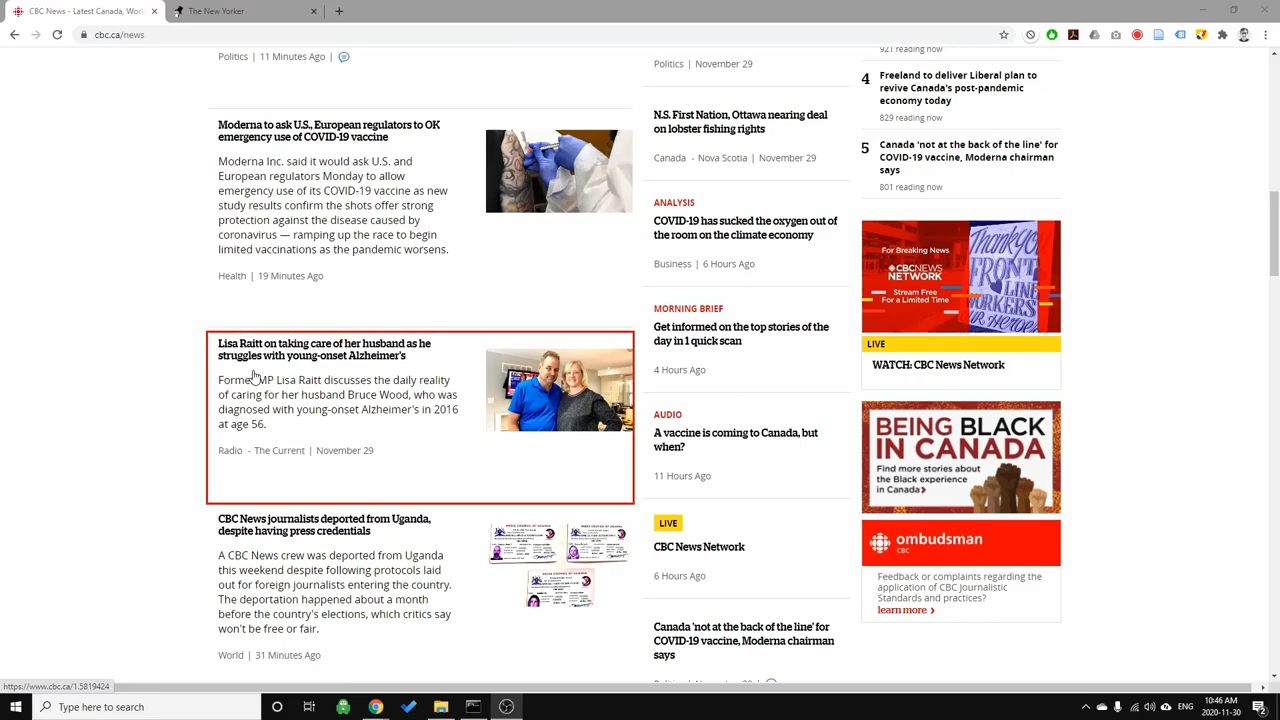 CBC News - Latest Canada, Worl
The New Yorker
cbc.ca/news
Politics | 11 Minutes Ago |
Moderna to ask U.S., European regulators to OK
emergency use of COVID-19 vaccine
Moderna Inc. said it would ask U.S. and
European regulators Monday to allow
emergency use of its COVID-19 vaccine as new
study results confirm the shots offer strong
protection against the disease caused by
coronavirus — ramping up the race to begin
limited vaccinations as the pandemic worsens.
Health | 19 Minutes Ago
Lisa Raitt on taking care of her husband as he
struggles with young-onset Alzheimer's
Former MP Lisa Raitt discusses the daily reality
of caring for her husband Bruce Wood, who was
diagnosed with young-onset Alzheimer's in 2016
at age 56.
Radio - The Current | November 29
CBC News journalists deported from Uganda,
despite having press credentials
A CBC News crew was deported from Uganda
this weekend despite following protocols laid
out for foreign journalists entering the country.
The deportation happened about a month
before the country's elections, which critics say
won't be free or fair.
World | 31 Minutes Ago
Politics | November 29
N.S. First Nation, Ottawa nearing deal
on lobster fishing rights
Canada - Nova Scotia | November 29
ANALYSIS
COVID-19 has sucked the oxygen out of
the room on the climate economy
Business | 6 Hours Ago
MORNING BRIEF
Get informed on the top stories of the
day in 1 quick scan
4 Hours Ago
AUDIO
A vaccine is coming to Canada, but
when?
11 Hours Ago
LIVE
CBC News Network
6 Hours Ago
Canada 'not at the back of the line' for
COVID-19 vaccine, Moderna chairman
says
921 reading now
4 Freeland to deliver Liberal plan to
revive Canada's post-pandemic
economy today
829 reading now
5 Canada 'not at the back of the line' for
COVID-19 vaccine, Moderna chairman
says
801 reading now
For Breaking News
CBCNEWS
NETWORK
Stream Free
For a Limited Time
THANK YOU
FRONT
LINE
WORKERS
LIVE
WATCH: CBC News Network
BEING BLACK
IN CANADA
Find more stories about
the Black experience
in Canada >
ombudsman
CBC
Feedback or complaints regarding the
application of CBC Journalistic
Standards and practices?
learn more >
https://www.cbc.ca/1.5819424
Type here to search
ENG
10:46 AM
2020-11-30
2